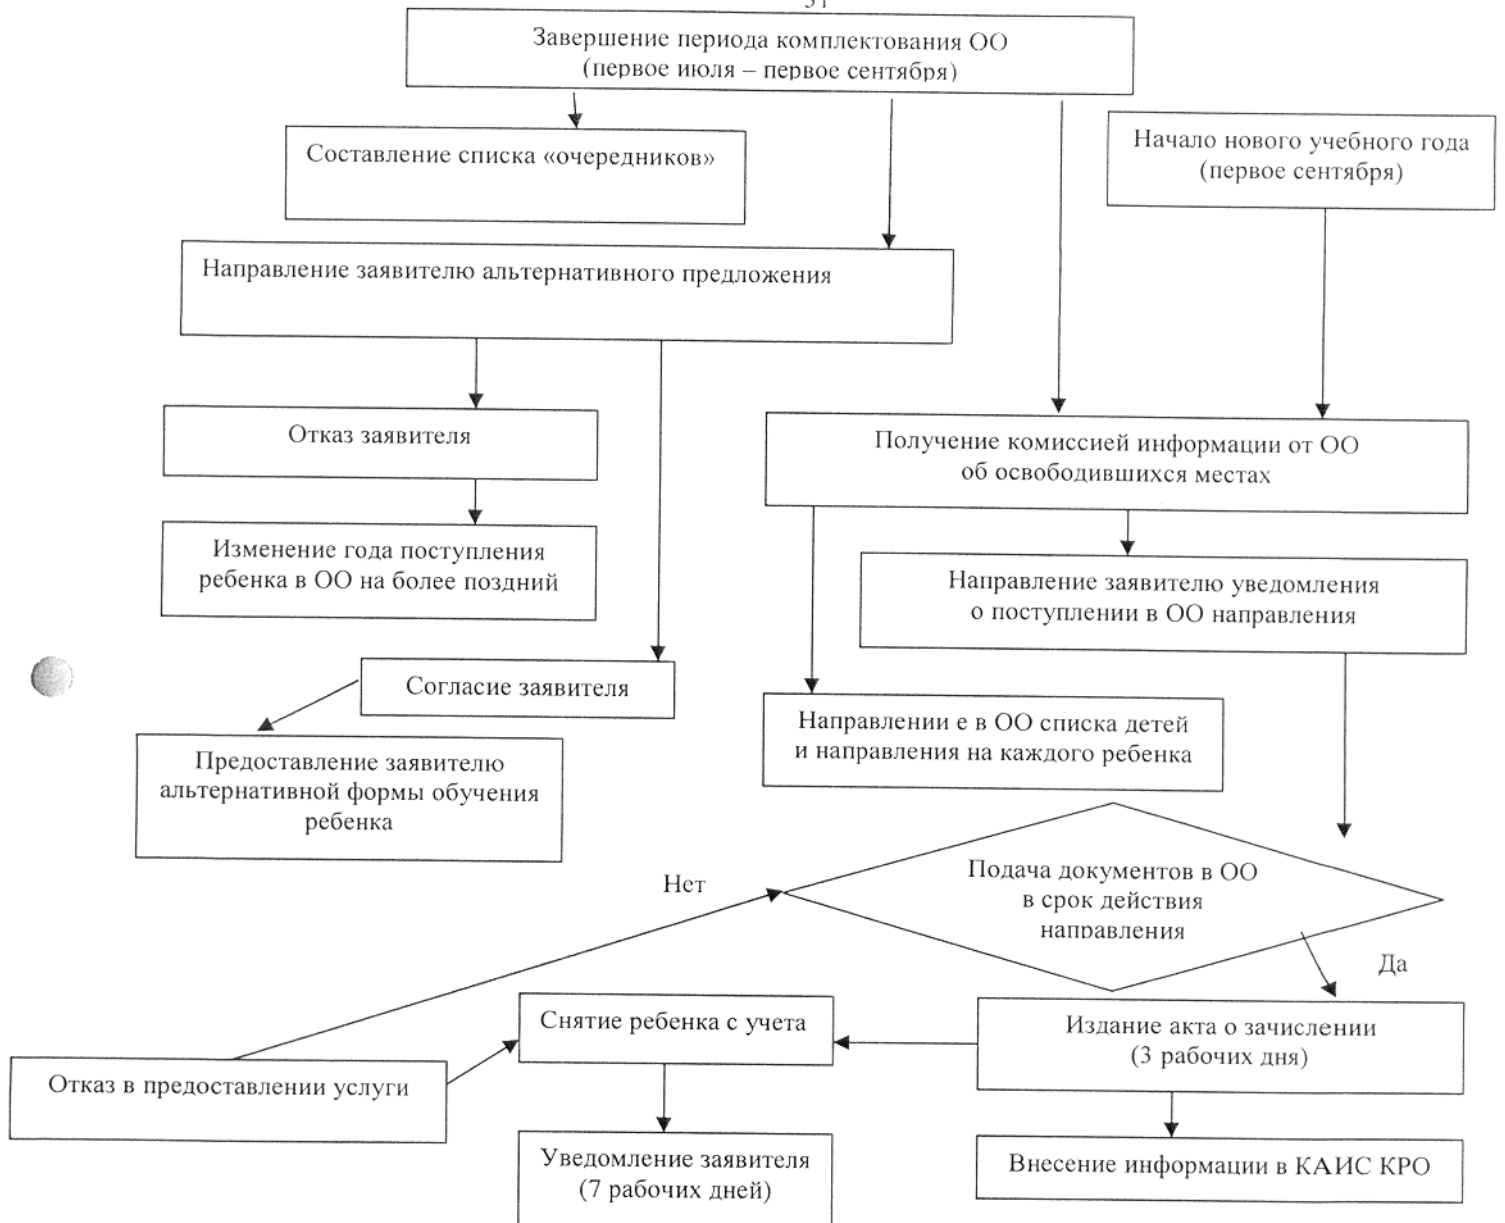 Завершение периода комплектования ОО
(первое июля – первое сентября)
Составление списка «очередников»
Начало нового учебного года
(первое сентября)
Направление заявителю альтернативного предложения
Отказ заявителя
Получение комиссией информации от ОО
об освободившихся местах
Изменение года поступления
ребенка в ОО на более поздний
Направление заявителю уведомления
о поступлении в ОО направления
Согласие заявителя
Направлении е в ОО списка детей
и направления на каждого ребенка
Предоставление заявителю
альтернативной формы обучения
ребенка
Нет
Подача документов в ОО
в срок действия
направления
Да
Снятие ребенка с учета
Издание акта о зачислении
(3 рабочих дня)
Отказ в предоставлении услуги
Уведомление заявителя
(7 рабочих дней)
Внесение информации в КАИС КРО